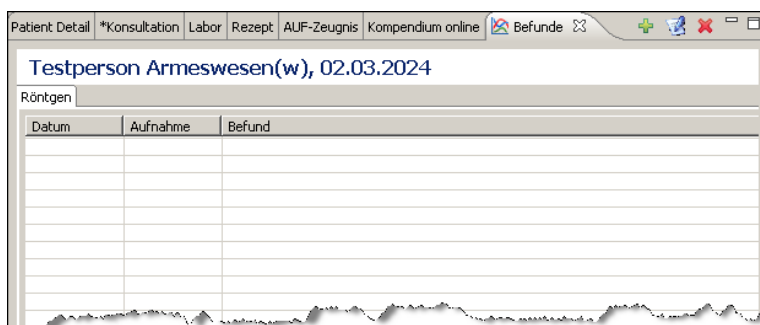 Patient Detail *Konsultation Labor Rezept AUF-Zeugnis Kompendium online Befunde
Testperson Armeswesen(w), 02.03.2024
Röntgen
Datum Aufnahme Befund